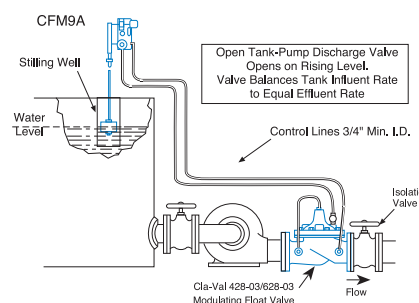 CFM9A
Stilling Well
Water
Level
Open Tank-Pump Discharge Valve
Opens on Rising Level.
Valve Balances Tank Influent Rate
to Equal Effluent Rate
Control Lines 3/4" Min. I.D.
Valve
Cla-Val 428-03/628-03
Modulating Float Valve
Flow